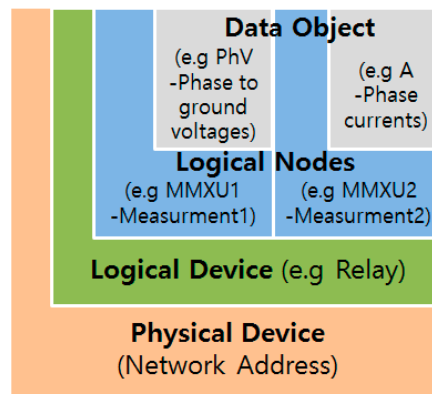 Data Object
(e.g PhV
-Phase to
ground
voltages)
(e.g A
-Phase
currents)
Logical Nodes
(e.g MMXU1
-Measurment1)
(e.g MMXU2
-Measurment2)
Logical Device (e.g Relay)
Physical Device
(Network Address)